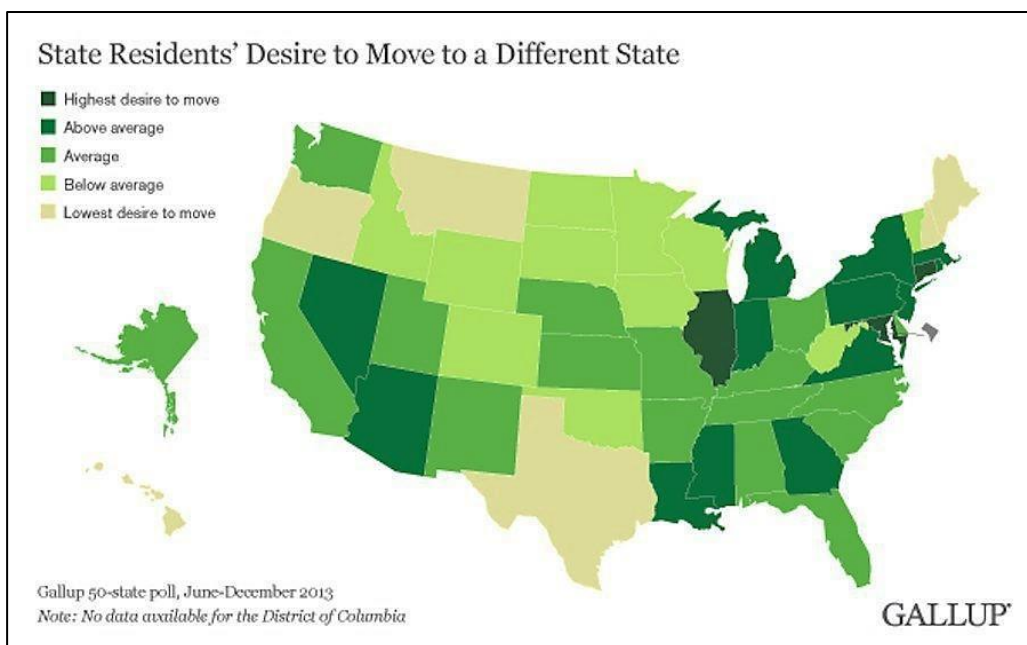 State Residents' Desire to Move to a Different State
Highest desire to move
Above average
Average
Below average
Lowest desire to move
Gallup 50-state poll, June-December 2013
Note: No data available for the District of Columbia
GALLUP®